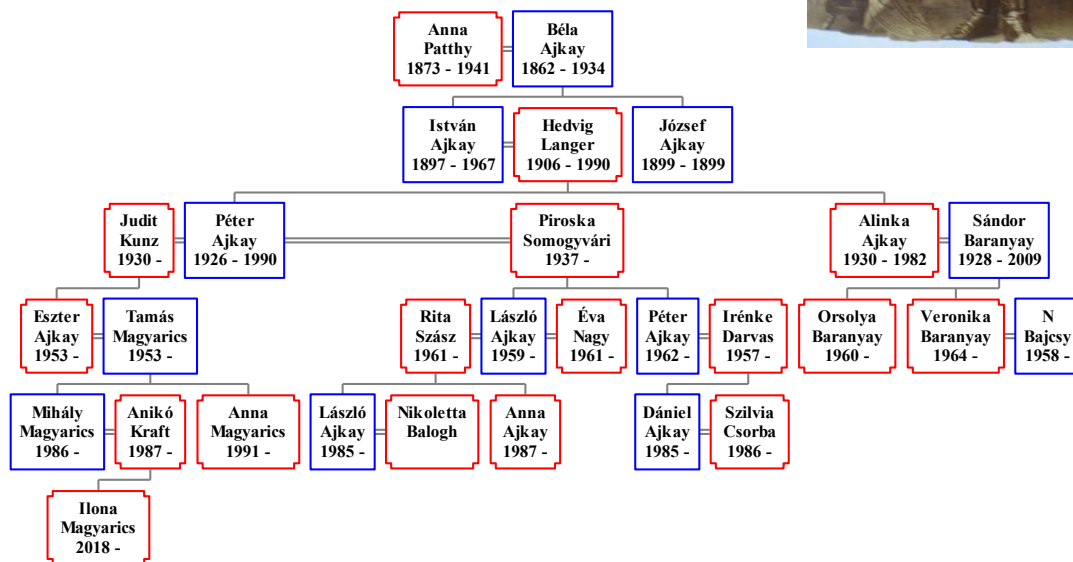 Anna
Patthy
1873 - 1941
Béla
Ajkay
1862 - 1934
István
Ajkay
1897 - 1967
Hedvig
Langer
1906 - 1990
József
Ajkay
1899 - 1899
Judit
Kunz
1930 -
Péter
Ajkay
1926 - 1990
Piroska
Somogyvári
1937 -
Alinka
Ajkay
1930 - 1982
Sándor
Baranyay
1928 - 2009
Eszter
Ajkay
1953 -
Tamás
Magyarics
1953 -
Rita
Szász
1961 -
László
Ajkay
1959 -
Éva
Nagy
1961 -
Péter
Ajkay
1962 -
Irénke
Darvas
1957 -
Orsolya
Baranyay
1960 -
Veronika
Baranyay
1964 -
N
Bajcsy
1958 -
Mihály
Magyarics
1986 -
Anikó
Kraft
1987 -
Anna
Magyarics
1991 -
László
Ajkay
1985 -
Nikoletta
Balogh
Anna
Ajkay
1987 -
Dániel
Ajkay
1985 -
Szilvia
Csorba
1986 -
Ilona
Magyarics
2018 -